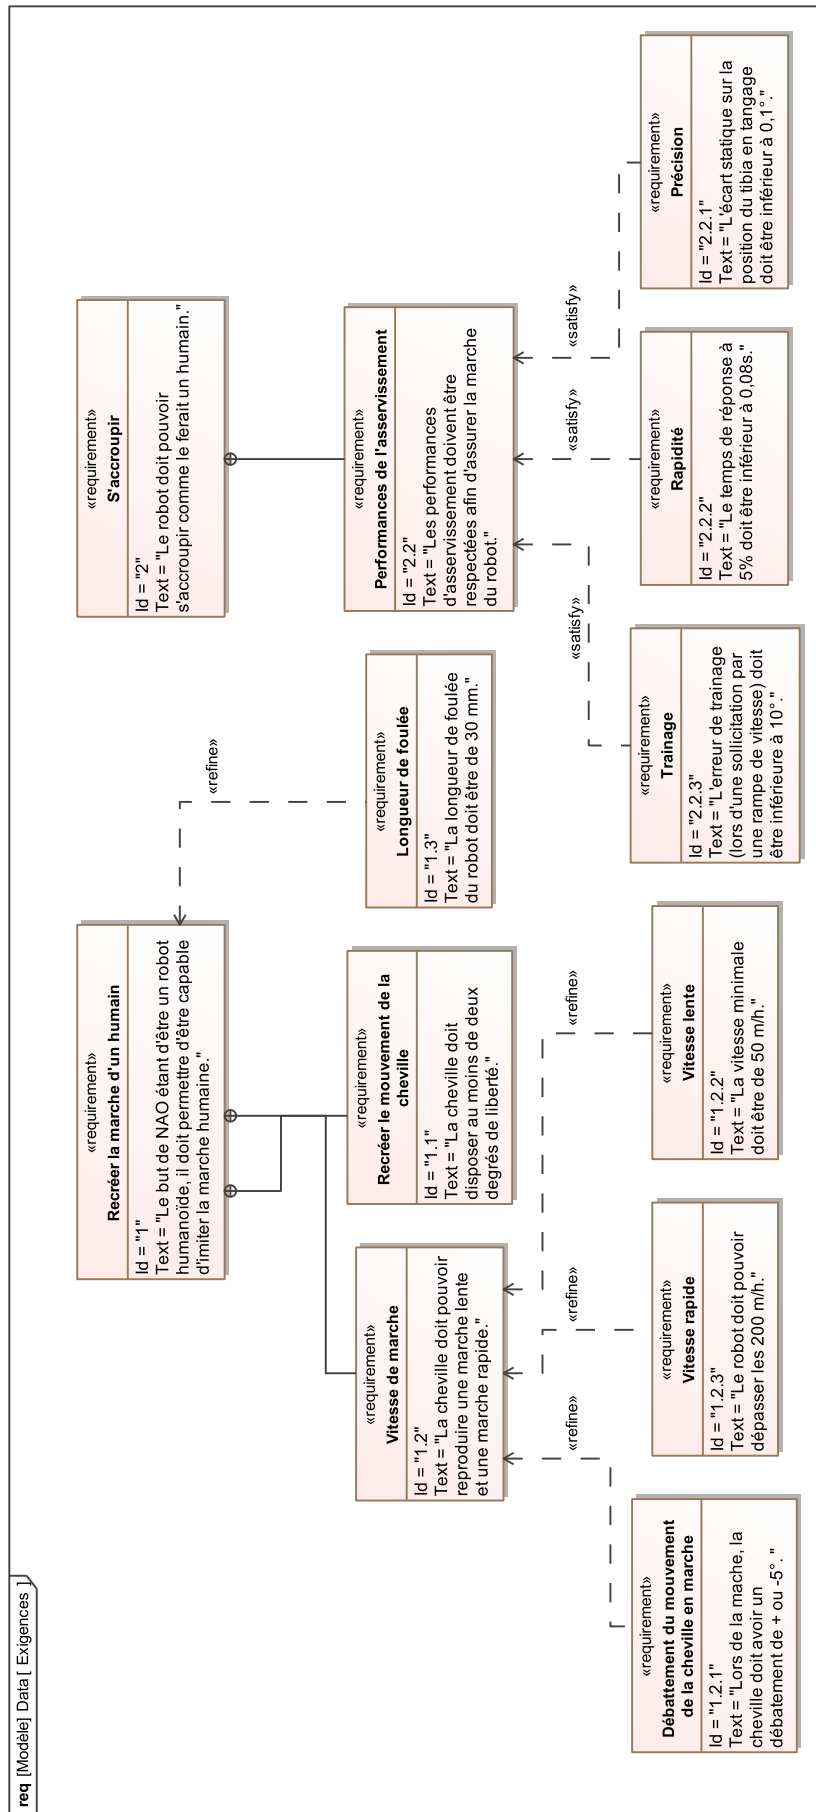 req [Modèle] Data [ Exigences ]
«requirement»
Recréer la marche d'un humain
Id = "1"
Text = "Le but de NAO étant d'être un robot
humanoïde, il doit permettre d'être capable
d'imiter la marche humaine."
«requirement»
S'accroupir
Id = "2"
Text = "Le robot doit pouvoir
s'accroupir comme le ferait un humain."
«refine»
«requirement»
Vitesse de marche
Id = "1.2"
Text = "La cheville doit pouvoir
reproduire une marche lente
et une marche rapide."
«requirement»
Recréer le mouvement de la
cheville
Id = "1.1"
Text = "La cheville doit
disposer au moins de deux
degrés de liberté."
«requirement»
Longueur de foulée
Id = "1.3"
Text = "La longueur de foulée
du robot doit être de 30 mm."
«requirement»
Performances de l'asservissement
Id = "2.2"
Text = "Les performances
d'asservissement doivent être
respectées afin d'assurer la marche
du robot."
«refine»
«refine»
«refine»
«satisfy»
«satisfy»
«satisfy»
«requirement»
Débattement du mouvement
de la cheville en marche
Id = "1.2.1"
Text = "Lors de la mache, la
cheville doit avoir un
débatement de + ou -5°. "
«requirement»
Vitesse rapide
Id = "1.2.3"
Text = "Le robot doit pouvoir
dépasser les 200 m/h."
«requirement»
Vitesse lente
Id = "1.2.2"
Text = "La vitesse minimale
doit être de 50 m/h."
«requirement»
Trainage
Id = "2.2.3"
Text = "L'erreur de trainage
(lors d'une sollicitation par
une rampe de vitesse) doit
être inférieure à 10°."
«requirement»
Rapidité
Id = "2.2.2"
Text = "Le temps de réponse à
5% doit être inférieur à 0,08s."
«requirement»
Précision
Id = "2.2.1"
Text = "L'écart statique sur la
position du tibia en tangage
doit être inférieur à 0,1°."